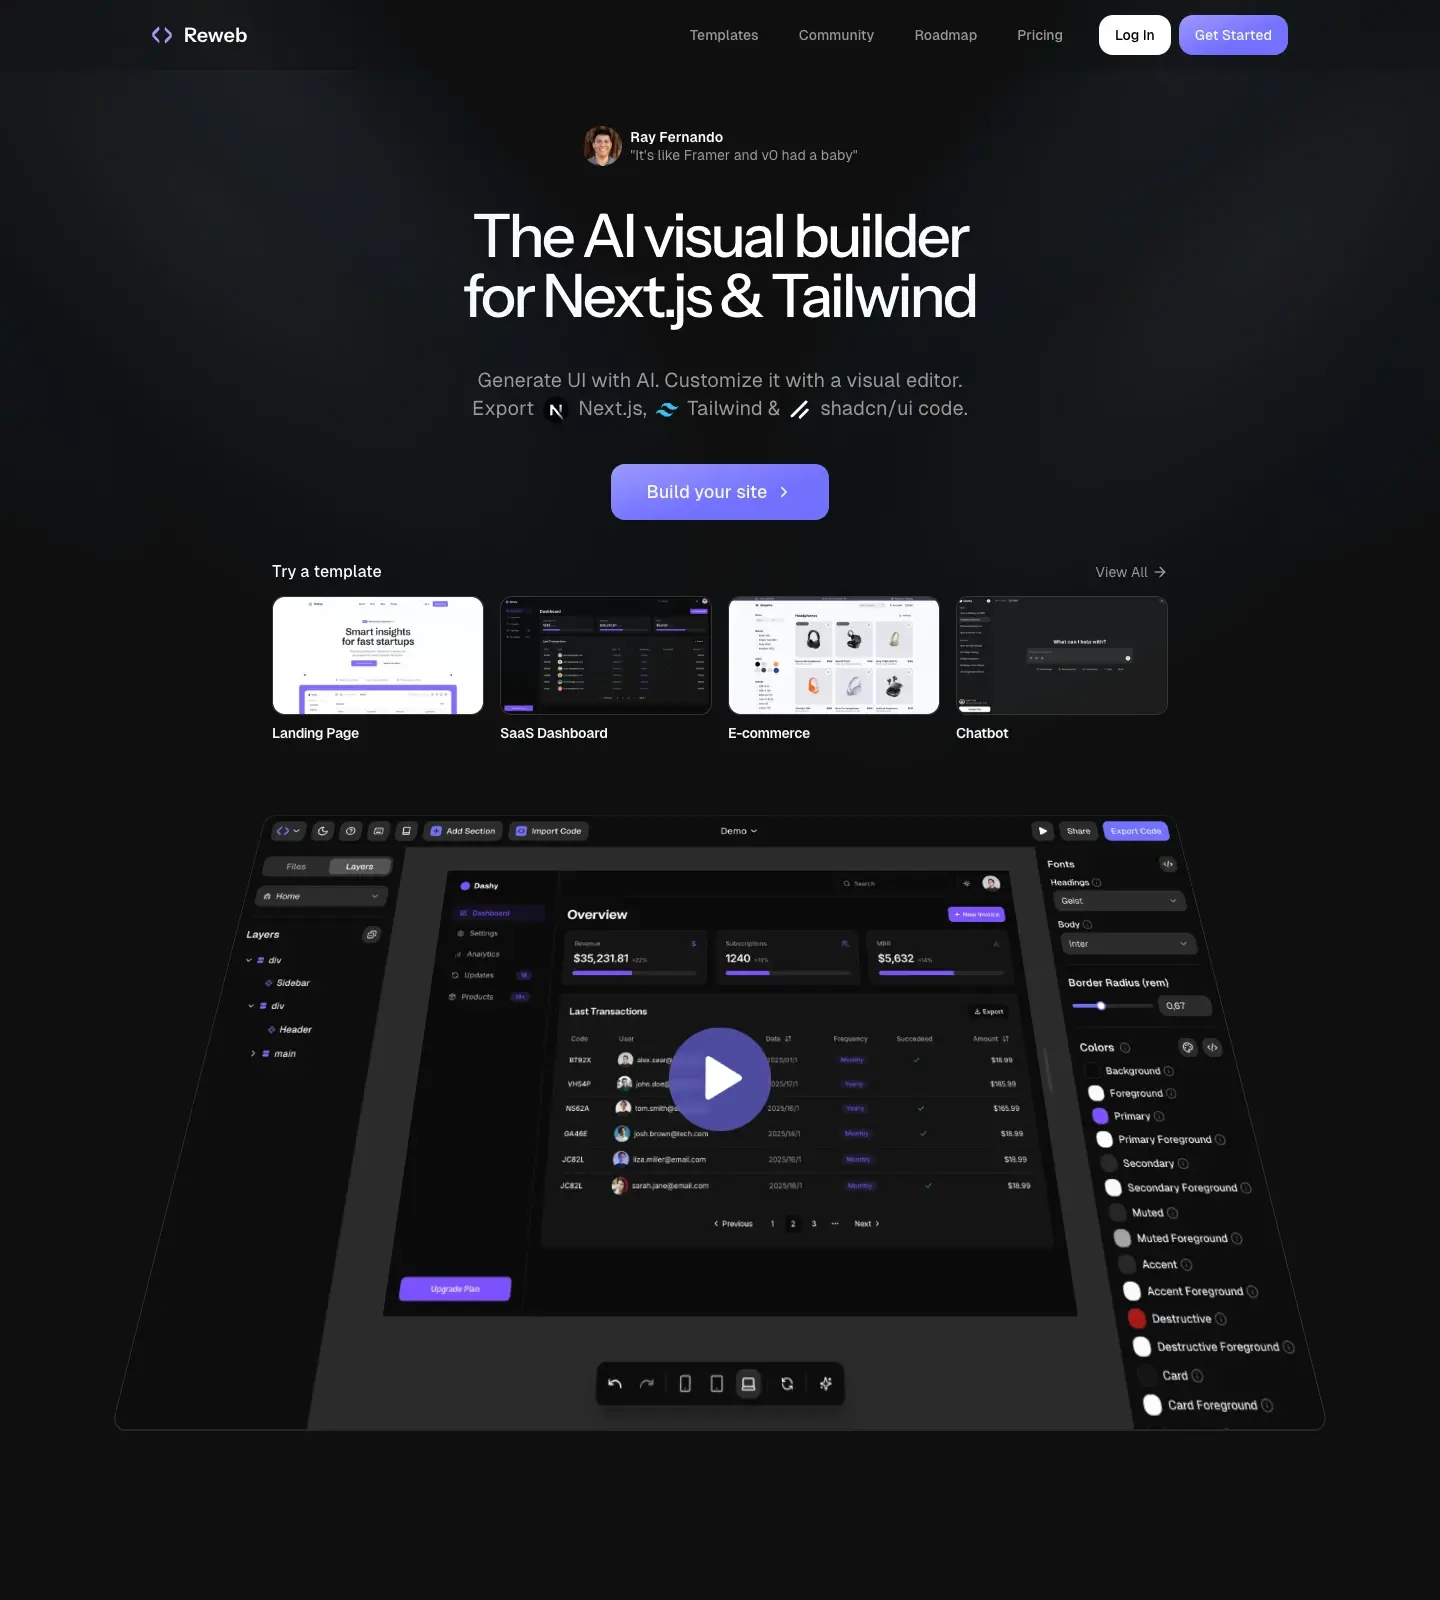 Reweb
Templates
Community
Roadmap
Pricing
Log In
Get Started
Ray Fernando
"It's like Framer and v0 had a baby"
The AI visual builder
for Next.js & Tailwind
Generate UI with AI. Customize it with a visual editor.
Export Next.js, Tailwind & shadcn/ui code.
Build your site
Try a template
View All
Smart insights
for fast startups
Dashboard
Headphones
What can I help with?
Landing Page
SaaS Dashboard
E-commerce
Chatbot
Add Section
Import Code
Demo
Share
Export Code
Files
Layers
Home
Layers
div
Sidebar
div
Header
main
Dashy
Search
Dashboard
Settings
Analytics
Updates
Products
Upgrade Plan
Overview
+ New Invoice
Revenue
$35,231.81 +22%
Subscriptions
1240 +18%
MRR
$5,632 +14%
Last Transactions
Export
Code User Date Frequency Succedeed Amount
BT92X Monthly $18.99
VH54P john.doe@ 2025/17/1 Yearly $165.99
NS62A tom.smith@ 2025/16/1 Yearly $165.99
GA46E josh.brown@tech.com 2025/18/1 Monthly $18.99
JC82L liza.miller@email.com 2025/16/1 Monthly $18.99
JC82L sarah.jane@email.com 2025/16/1 Monthly $18.99
Previous 1 2 3 ··· Next
Fonts
Headings
Geist
Body
Inter
Border Radius (rem)
0,67
Colors
Background
Foreground
Primary
Primary Foreground
Secondary
Secondary Foreground
Muted
Muted Foreground
Accent
Accent Foreground
Destructive
Destructive Foreground
Card
Card Foreground